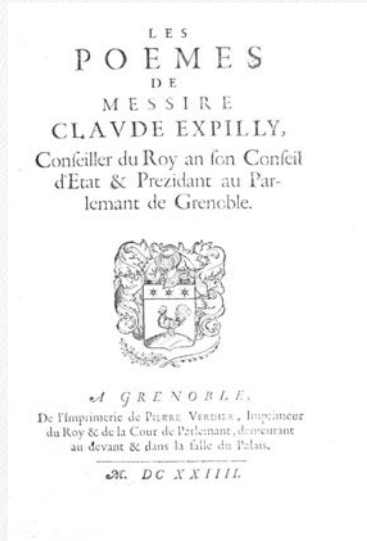 LES
POEMES
DE
MESSIRE
CLAVDE EXPILLY,
Conſeiller du Roy an ſon Conſeil
d'Etat & Prezidant au Par-
lemant de Grenoble.
A GRENOBLE,
De l'Imprimerie de PIERRE VERDIER, Imprimeur
du Roy & de la Cour de Parlemant, demeurant
au devant & dans la ſalle du Palais.
M. DC XXIIII.